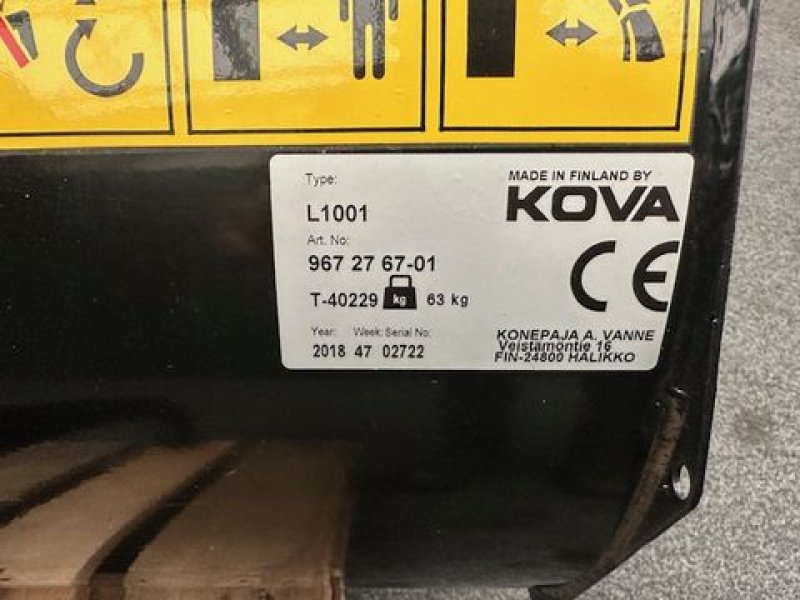 Type:
L1001
Art. No:
967 27 67-01
T-40229 kg 63 kg
Year: Week: Serial No:
2018 47 02722
MADE IN FINLAND BY
KOVA
CE
KONEPAJA A. VANNE
Veistämöntie 16
FIN-24800 HALIKKO